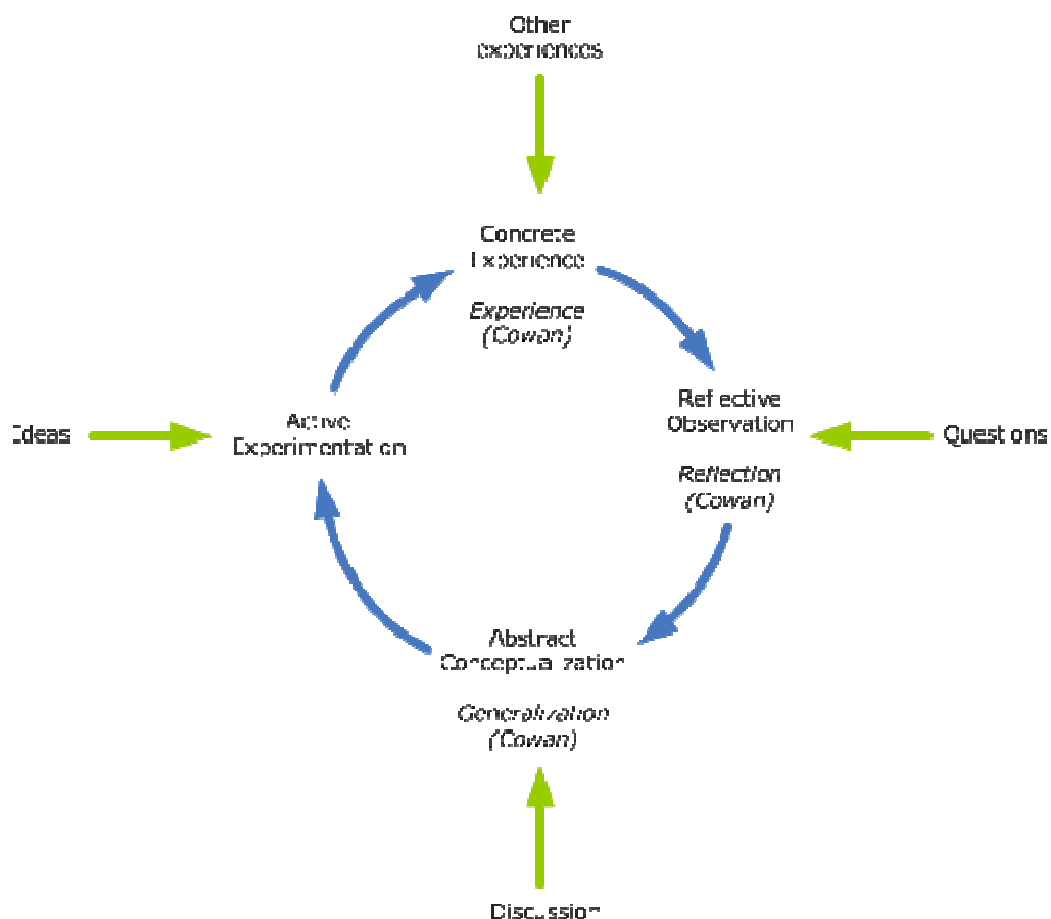 Other
experiences
Concrete
Experience
Experience
(Cowan)
Reflective
Observation
Reflection
(Cowan)
Questions
Abstract
Conceptualization
Generalization
(Cowan)
Discussion
Active
Experimentation
Ideas